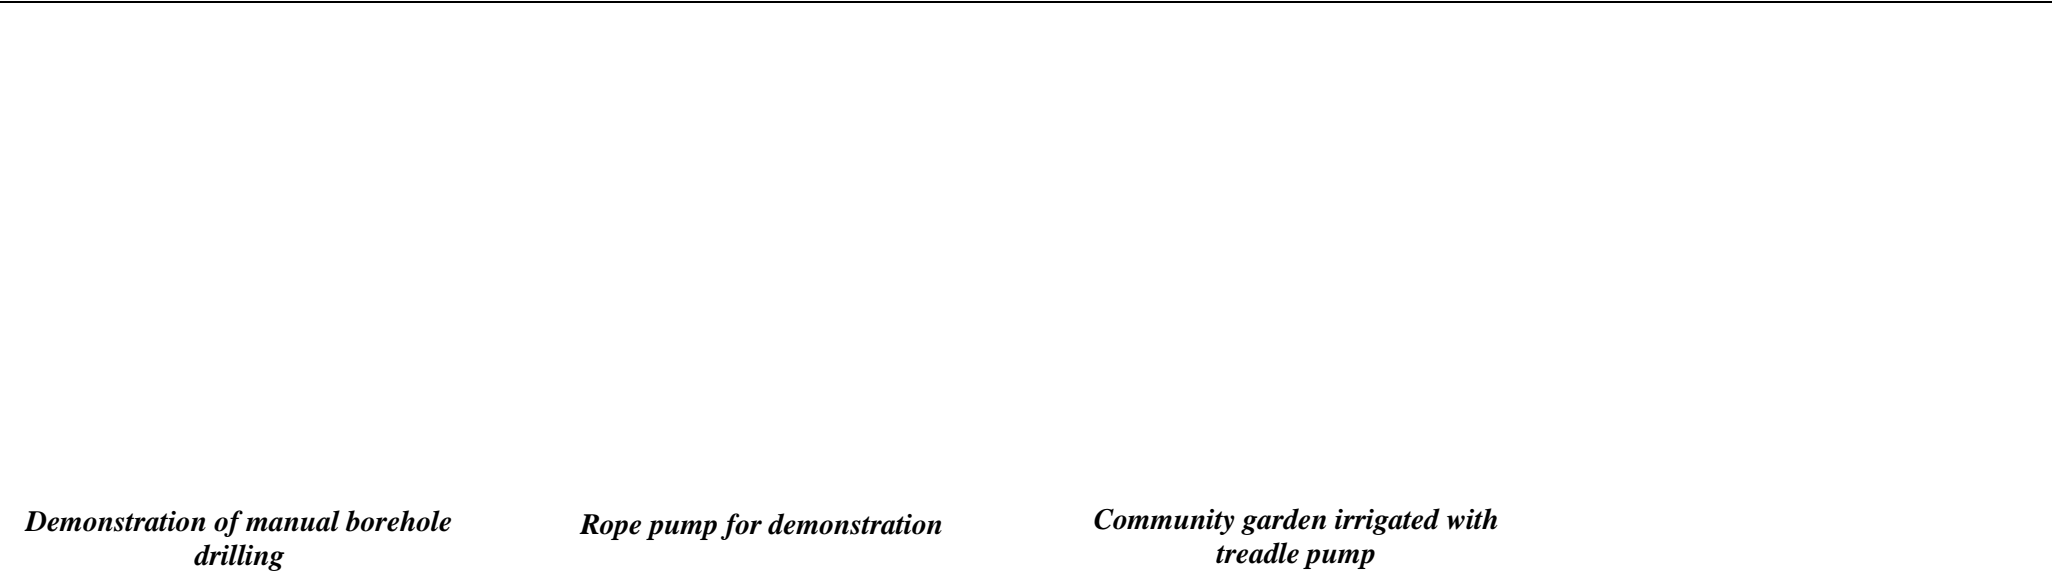 Demonstration of manual borehole
drilling
Rope pump for demonstration
Community garden irrigated with
treadle pump